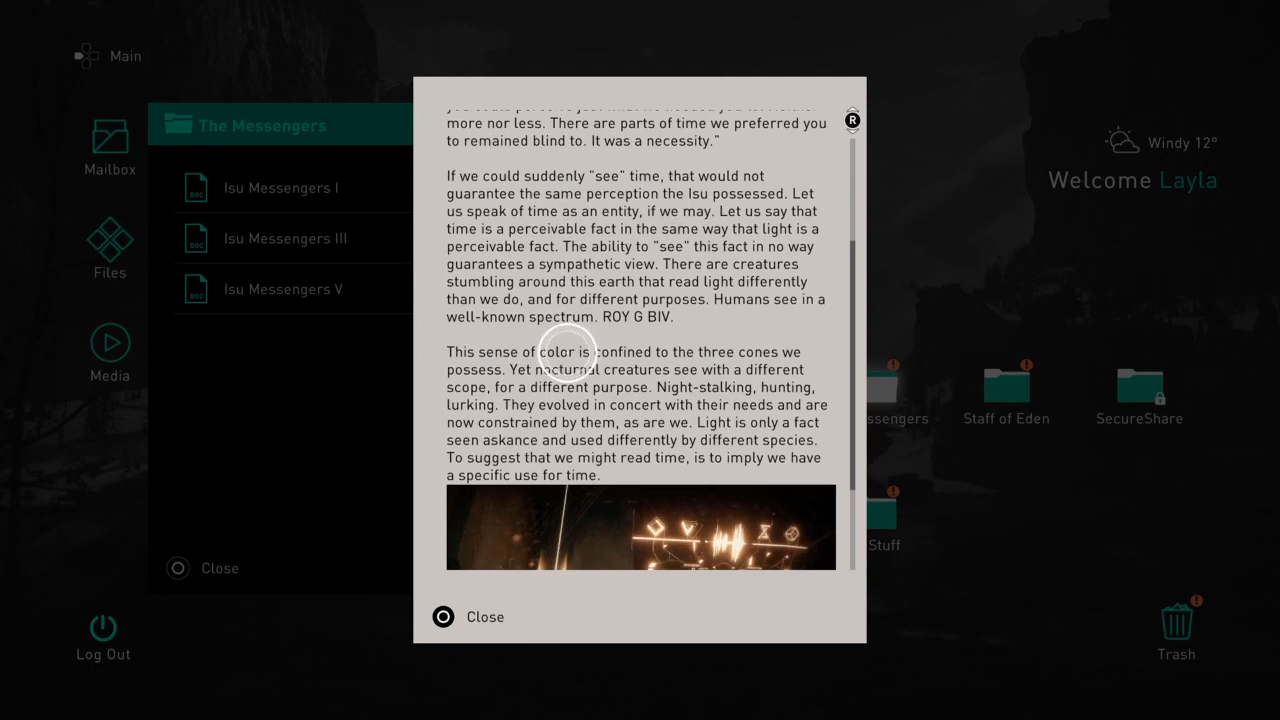 Main
Mailbox
Files
Media
Log Out
The Messengers
Isu Messengers I
Isu Messengers III
Isu Messengers V
Close
more nor less. There are parts of time we preferred you
to remained blind to. It was a necessity."
If we could suddenly "see" time, that would not
guarantee the same perception the Isu possessed. Let
us speak of time as an entity, if we may. Let us say that
time is a perceivable fact in the same way that light is a
perceivable fact. The ability to "see" this fact in no way
guarantees a sympathetic view. There are creatures
stumbling around this earth that read light differently
than we do, and for different purposes. Humans see in a
well-known spectrum. ROY G BIV.
This sense of color is confined to the three cones we
possess. Yet nocturnal creatures see with a different
scope, for a different purpose. Night-stalking, hunting,
lurking. They evolved in concert with their needs and are
now constrained by them, as are we. Light is only a fact
seen askance and used differently by different species.
To suggest that we might read time, is to imply we have
a specific use for time.
Close
R
Windy 12°
Welcome Layla
ssengers
Staff of Eden
SecureShare
Stuff
Trash
DOC
DOC
DOC